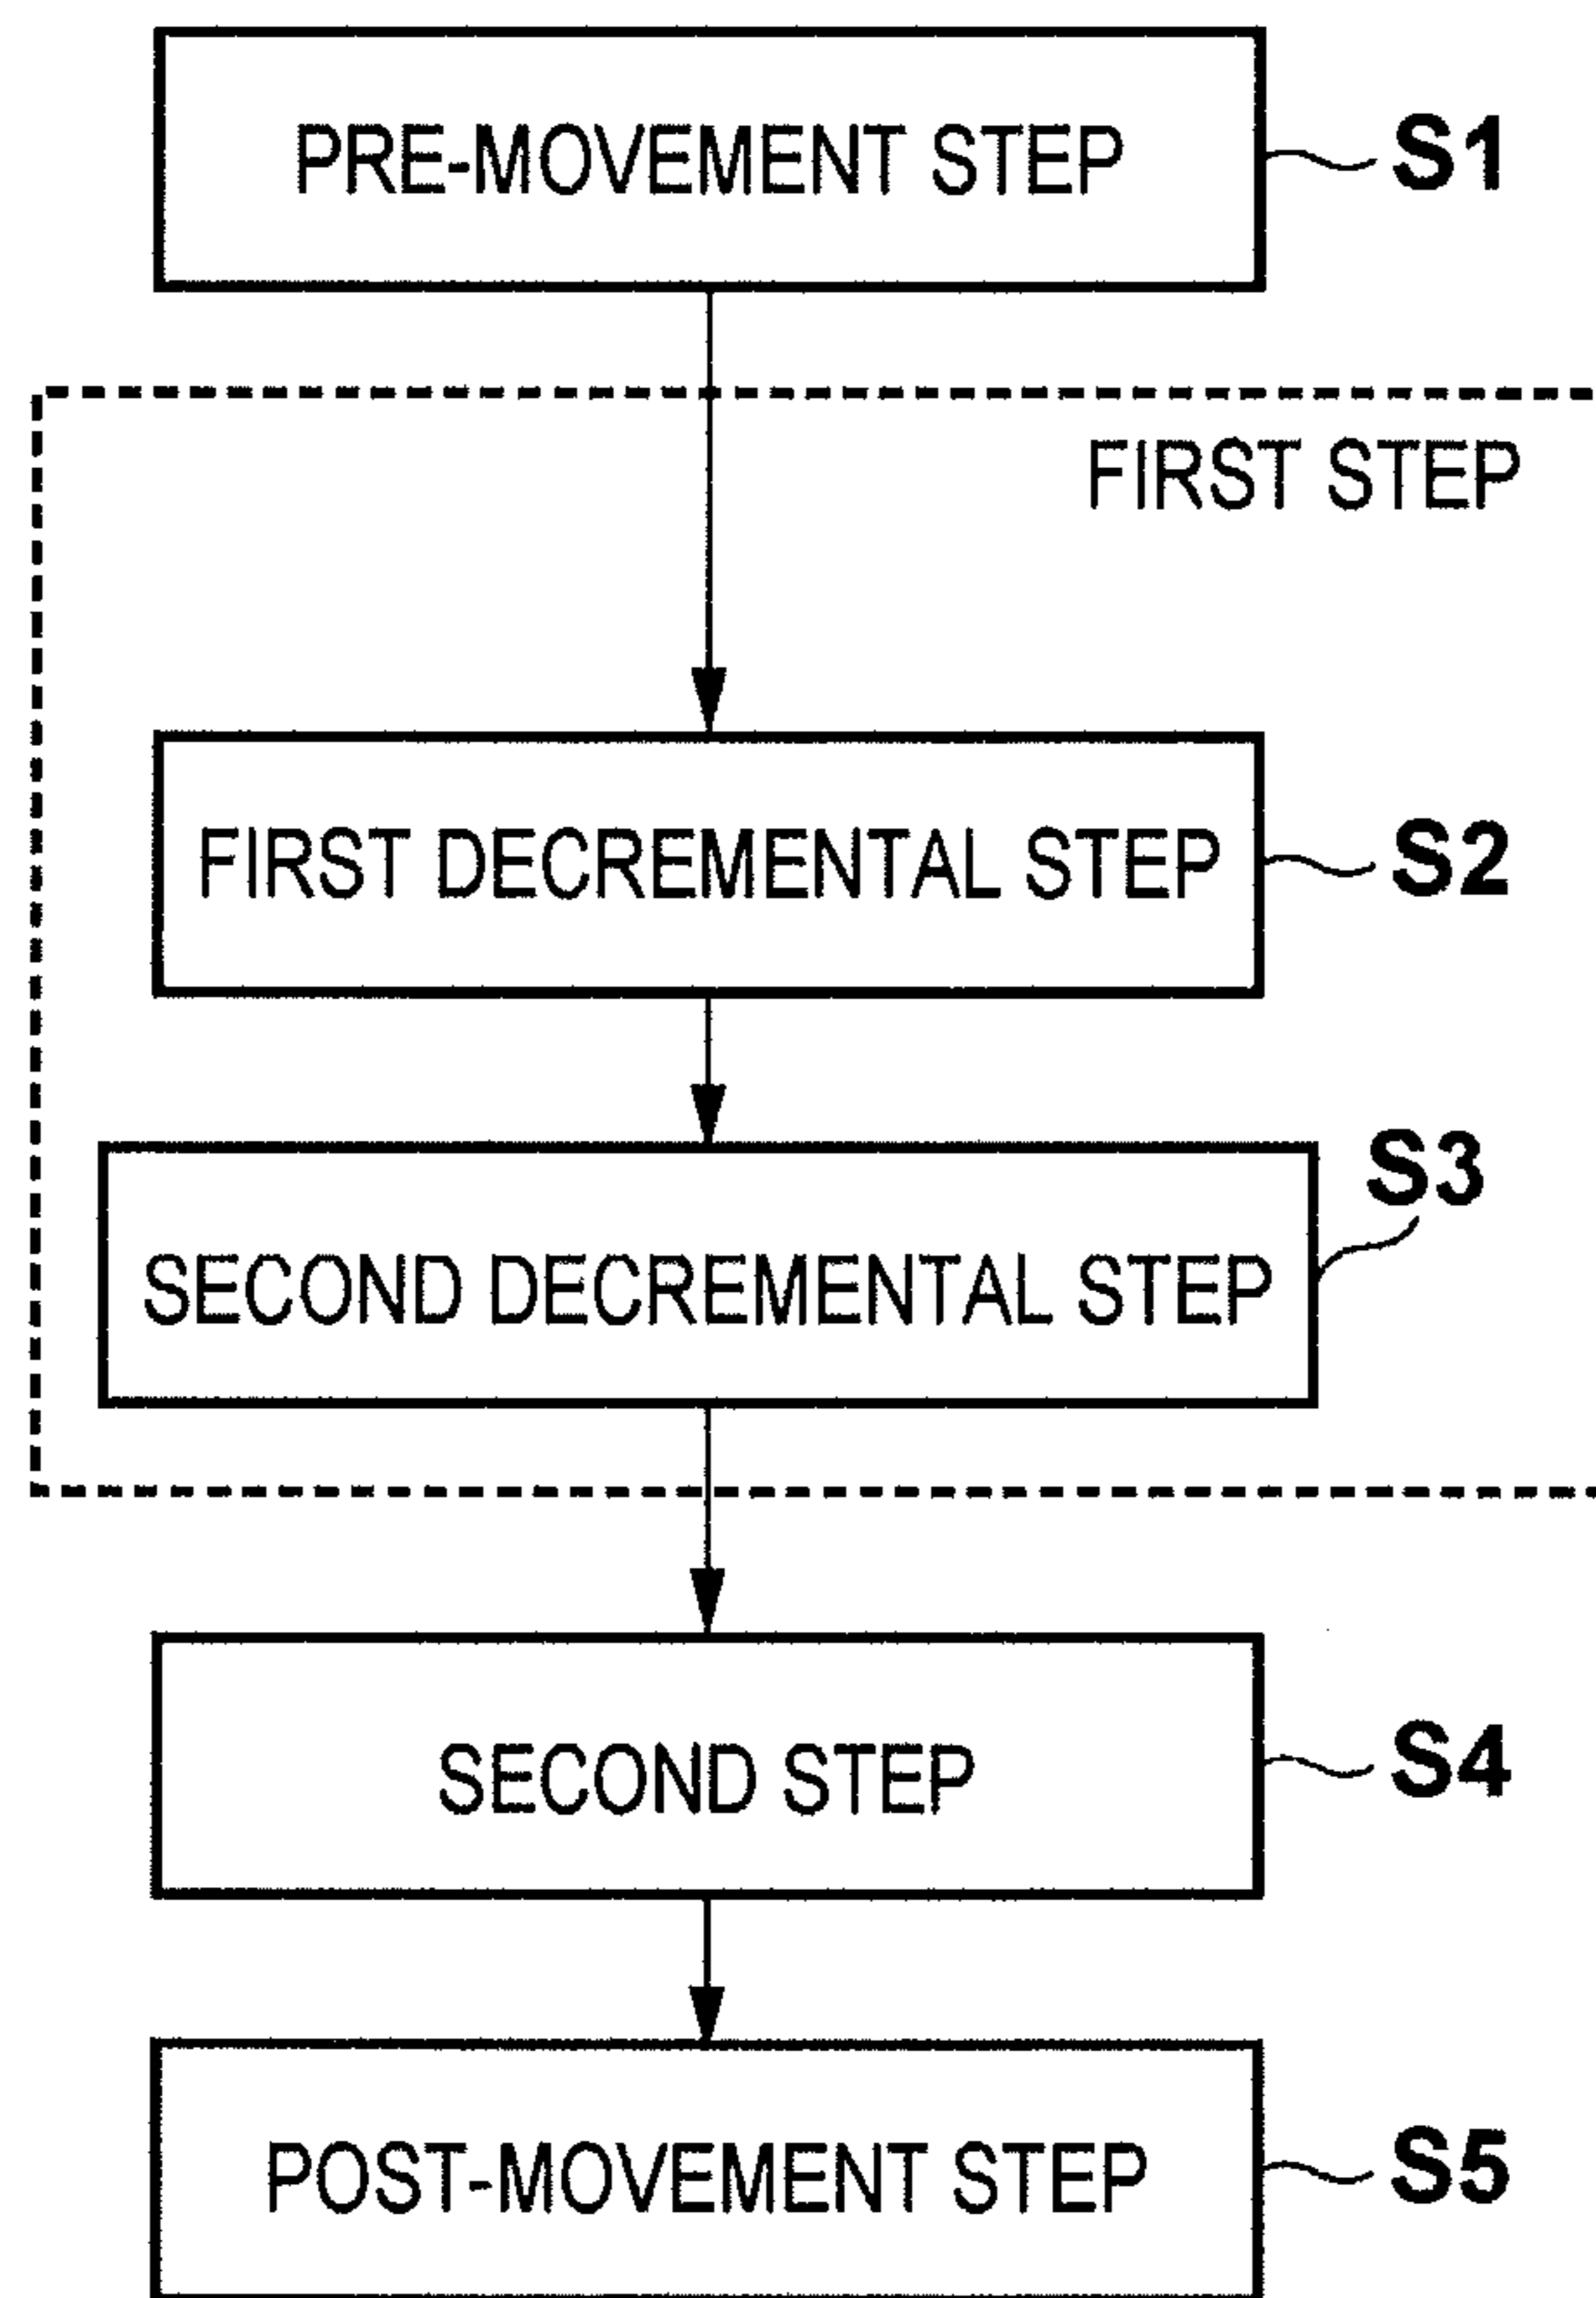 PRE-MOVEMENT STEP
S1
FIRST STEP
FIRST DECREMENTAL STEP
S2
S3
SECOND DECREMENTAL STEP
SECOND STEP
S4
POST-MOVEMENT STEP
S5